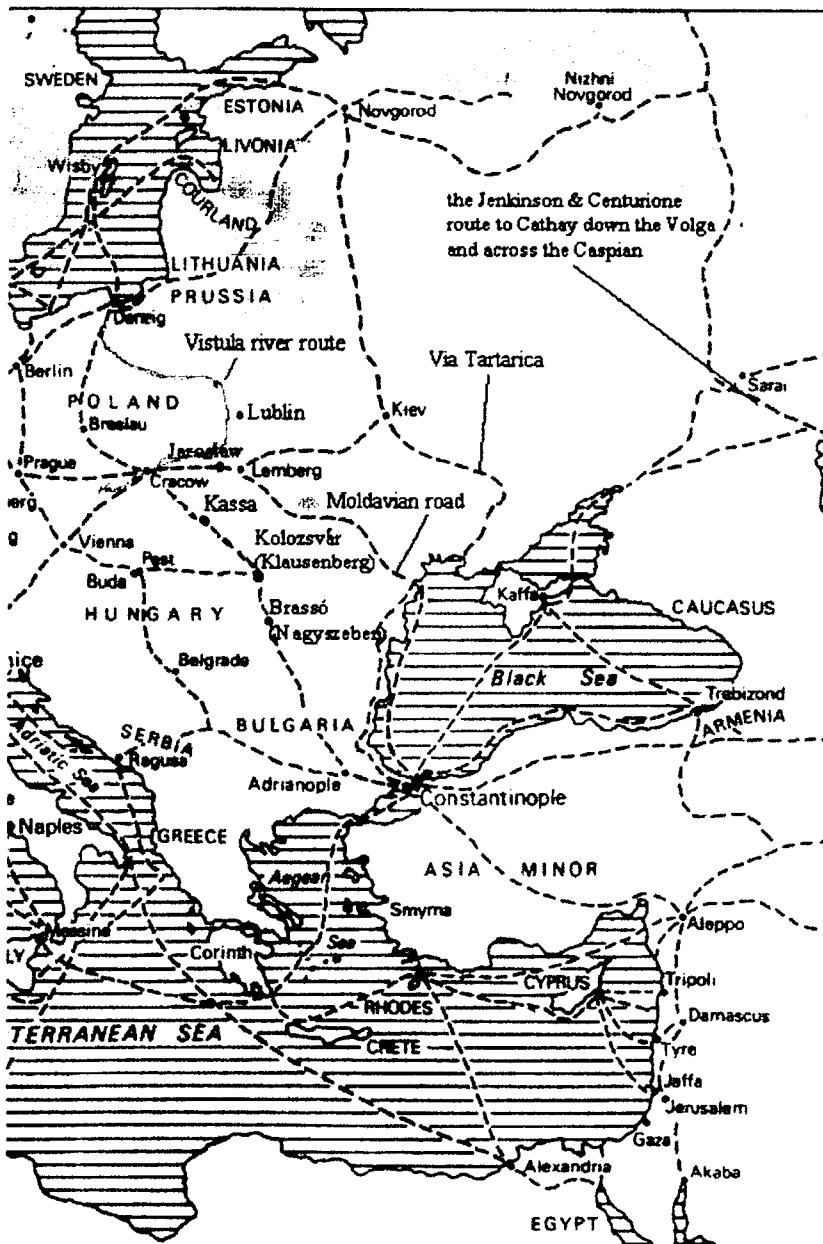 SWEDEN
Nizhni
Novgorod
ESTONIA
Novgorod
LIVONIA
Wisby
COURLAND
the Jenkinson & Centurione
route to Cathay down the Volga
and across the Caspian
LITHUANIA
PRUSSIA
Danzig
Vistula river route
Via Tartarica
Berlin
Sarai
POLAND
Lublin
Kiev
Breslau
Jarosław
Prague
Lemberg
Cracow
erg
Kassa
Moldavian road
g
Vienna
Kolozsvár
(Klausenberg)
Pest
Buda
Kaffa
HUNGARY
Brassó
(Nagyszeben)
CAUCASUS
nice
Belgrade
Black Sea
Trebizond
BULGARIA
ARMENIA
SERBIA
Adriatic Sea
Ragusa
Adrianople
Constantinople
e
Naples
GREECE
ASIA MINOR
Aegean
Sea
Smyrna
Aleppo
Messina
LY
Corinth
CYPRUS
Tripoli
RHODES
Damascus
TERRANEAN SEA
CRETE
Tyre
Jaffa
Jerusalem
Gaza
Alexandria
Akaba
EGYPT